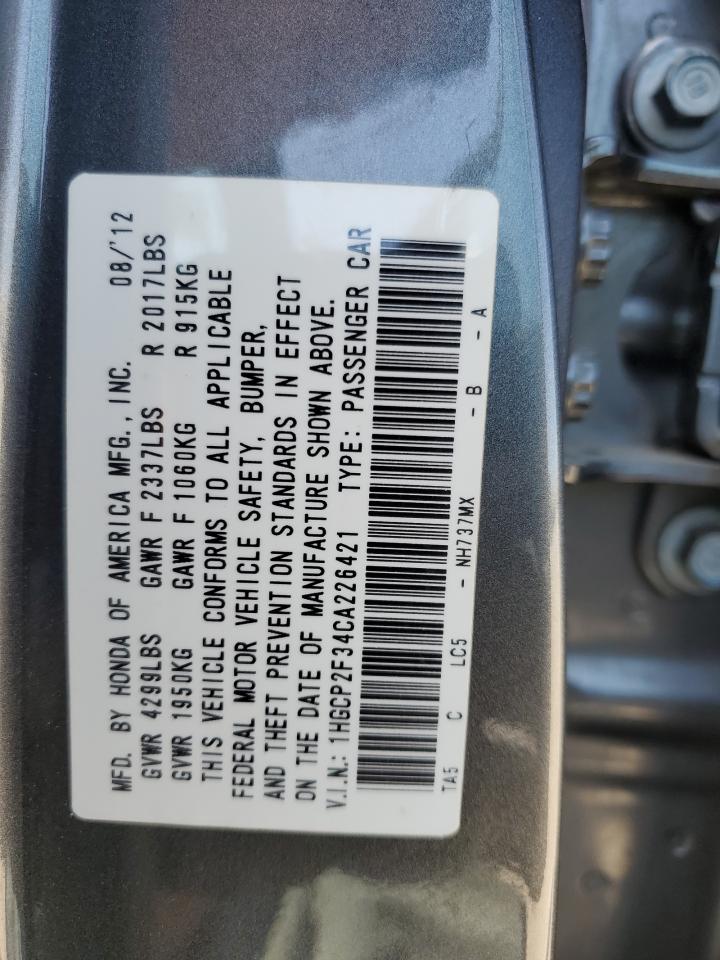 MFD. BY HONDA OF AMERICA MFG., INC. 08/'12
GVWR 4299LBS GAWR F 2337LBS R 2017LBS
GVWR 1950KG GAWR F 1060KG R 915KG
THIS VEHICLE CONFORMS TO ALL APPLICABLE
FEDERAL MOTOR VEHICLE SAFETY, BUMPER,
AND THEFT PREVENTION STANDARDS IN EFFECT
ON THE DATE OF MANUFACTURE SHOWN ABOVE.
V.I.N.: 1HGCP2F34CA226421 TYPE: PASSENGER CAR
TA5 C LC5 - NH737MX - B - A